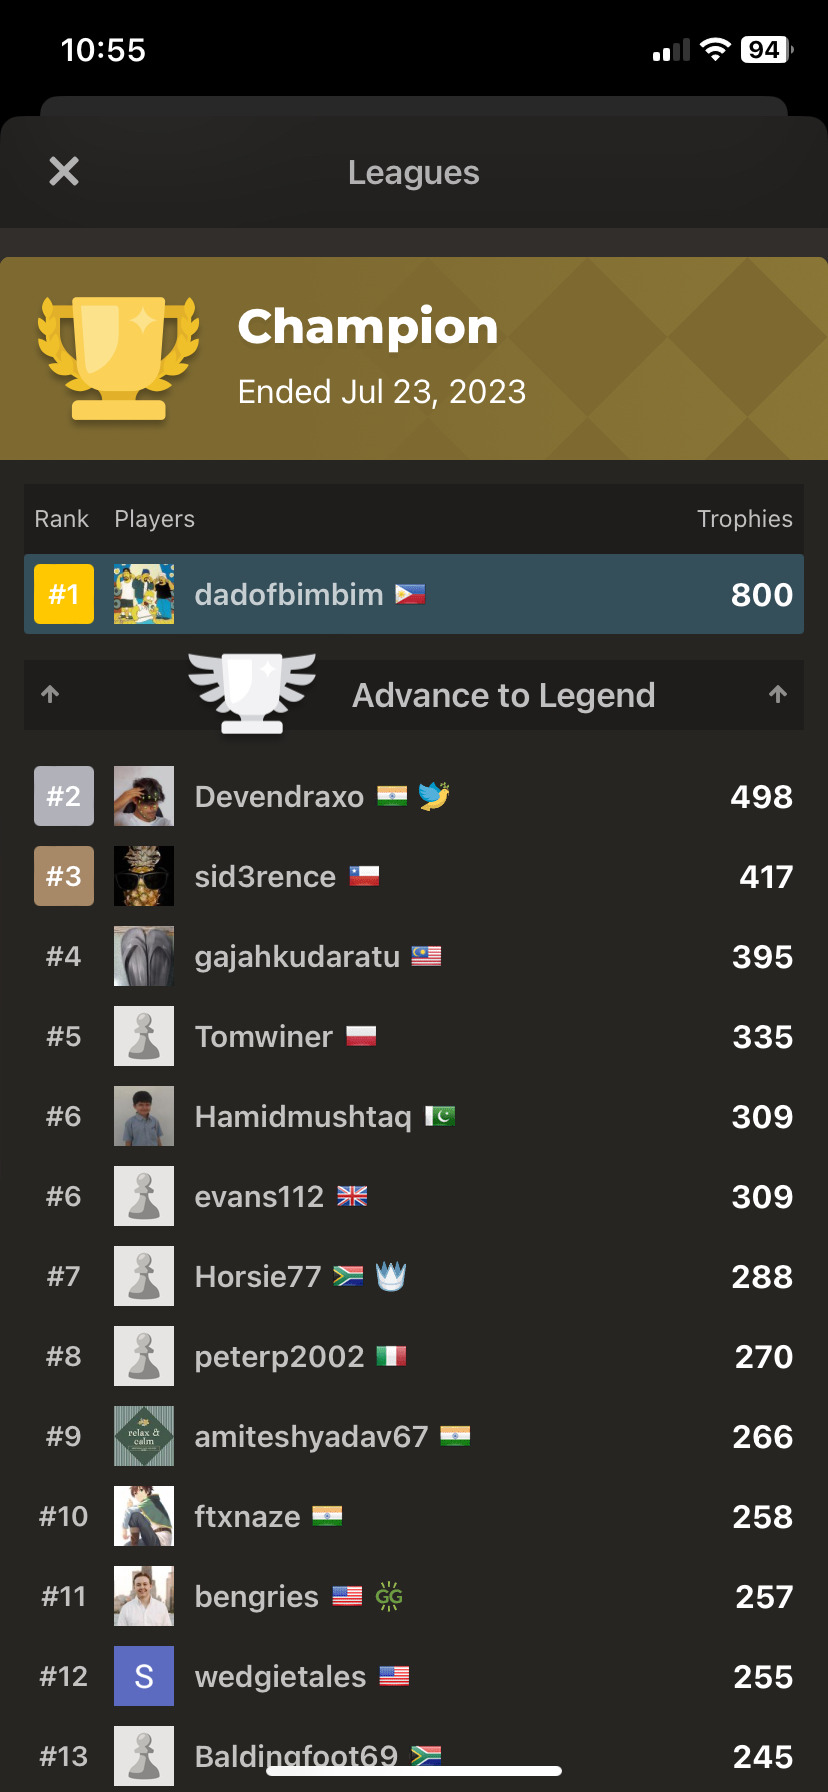 10:55
94
Leagues
Champion
Ended Jul 23, 2023
Rank Players Trophies
#1 dadofbimbim 800
Advance to Legend
#2 Devendraxo 498
#3 sid3rence 417
#4 gajahkudaratu 395
#5 Tomwiner 335
#6 Hamidmushtaq 309
#6 evans112 309
#7 Horsie77 288
#8 peterp2002 270
#9 relax & calm amiteshyadav67 266
#10 ftxnaze 258
#11 bengries GG 257
#12 S wedgietales 255
#13 Baldingfoot69 245